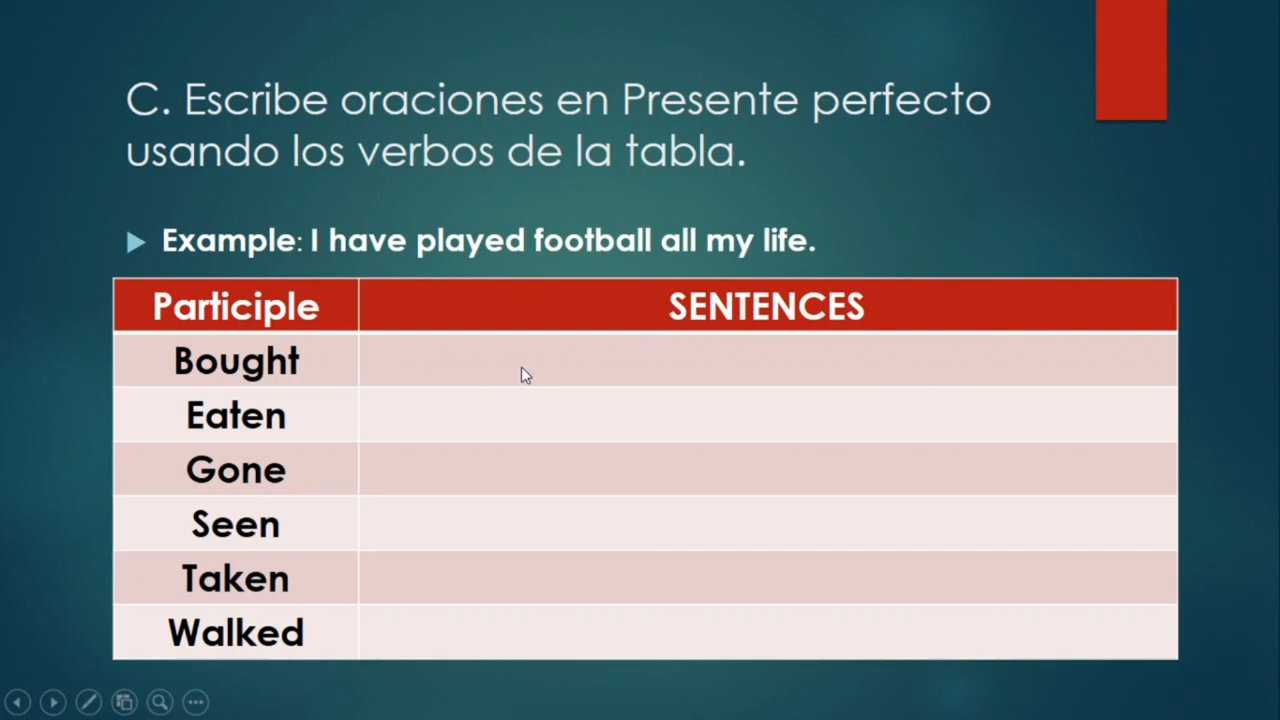 C. Escribe oraciones en Presente perfecto
usando los verbos de la tabla.
Example: I have played football all my life.
Participle SENTENCES
Bought
Eaten
Gone
Seen
Taken
Walked